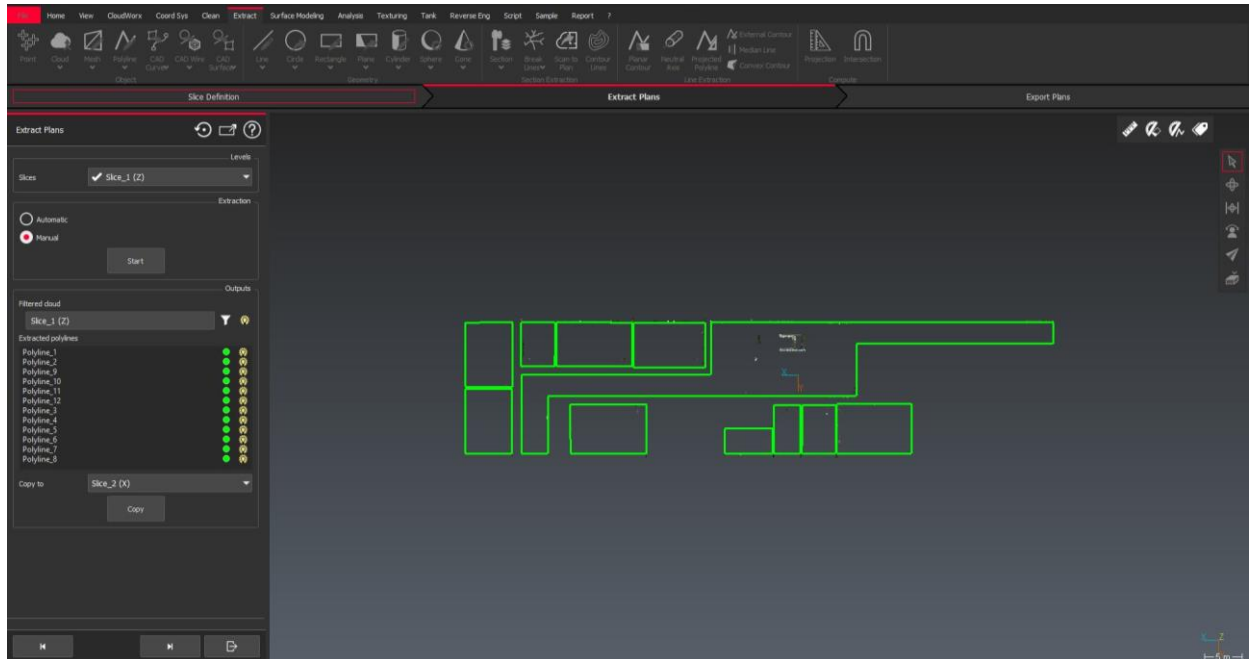 File Home View CloudWorx Coord Sys Clean Extract Surface Modeling Analysis Texturing Tank Reverse Eng Script Sample Report ?
Point Cloud Mesh Polyline CAD Curve CAD Wire CAD Surface Line Circle Rectangle Plane Cylinder Sphere Cone Section Break Lines Scan to Plan Contour Lines Planar Contour Neutral Axis Projected Polyline External Contour Projection Intersection
Median Line
Convex Contour
Object Geometry Section Extraction Line Extraction Compute
Slice Definition Extract Plans Export Plans
Extract Plans
Levels
Slices Slice_1 (Z)
Extraction
Automatic
Manual
Start
Outputs
Filtered cloud
Slice_1 (Z)
Extracted polylines
Polyline_1
Polyline_2
Polyline_9
Polyline_10
Polyline_11
Polyline_12
Polyline_3
Polyline_4
Polyline_5
Polyline_6
Polyline_7
Polyline_8
Copy to Slice_2 (X)
Copy
X
Y
X Z
5 m